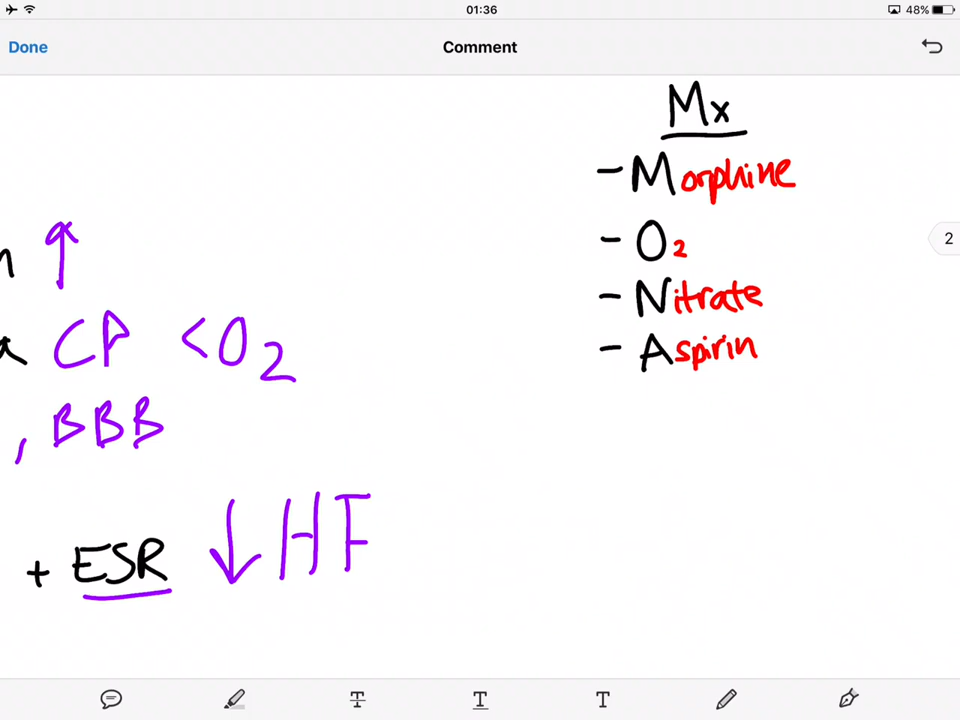 01:36
48%
Done
Comment
Mx
- Morphine
- O2
- Nitrate
- Aspirin
2
↑
CP <O2
, BBB
+ ESR ↓ HF
T
T
T